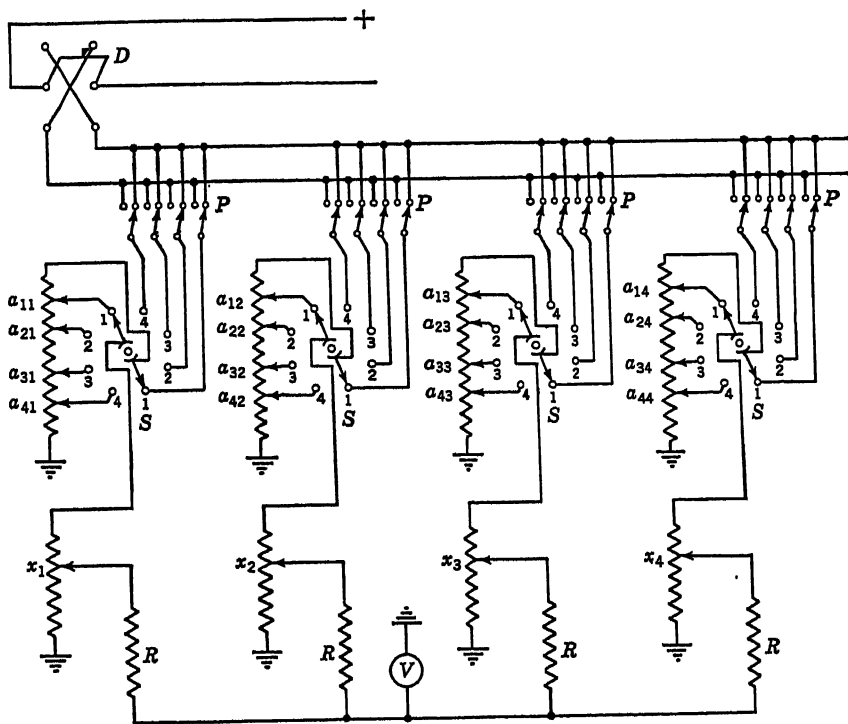 +
D
P P P P
a11 a12 a13 a14
1 4 1 4 1 4 1 4
a21 a22 a23 a24
2 3 2 3 2 3 2 3
a31 a32 a33 a34
3 2 3 2 3 2 3 2
a41 a42 a43 a44
4 1 4 1 4 1 4 1
S S S S
x1 x2 x3 x4
R R R R
V